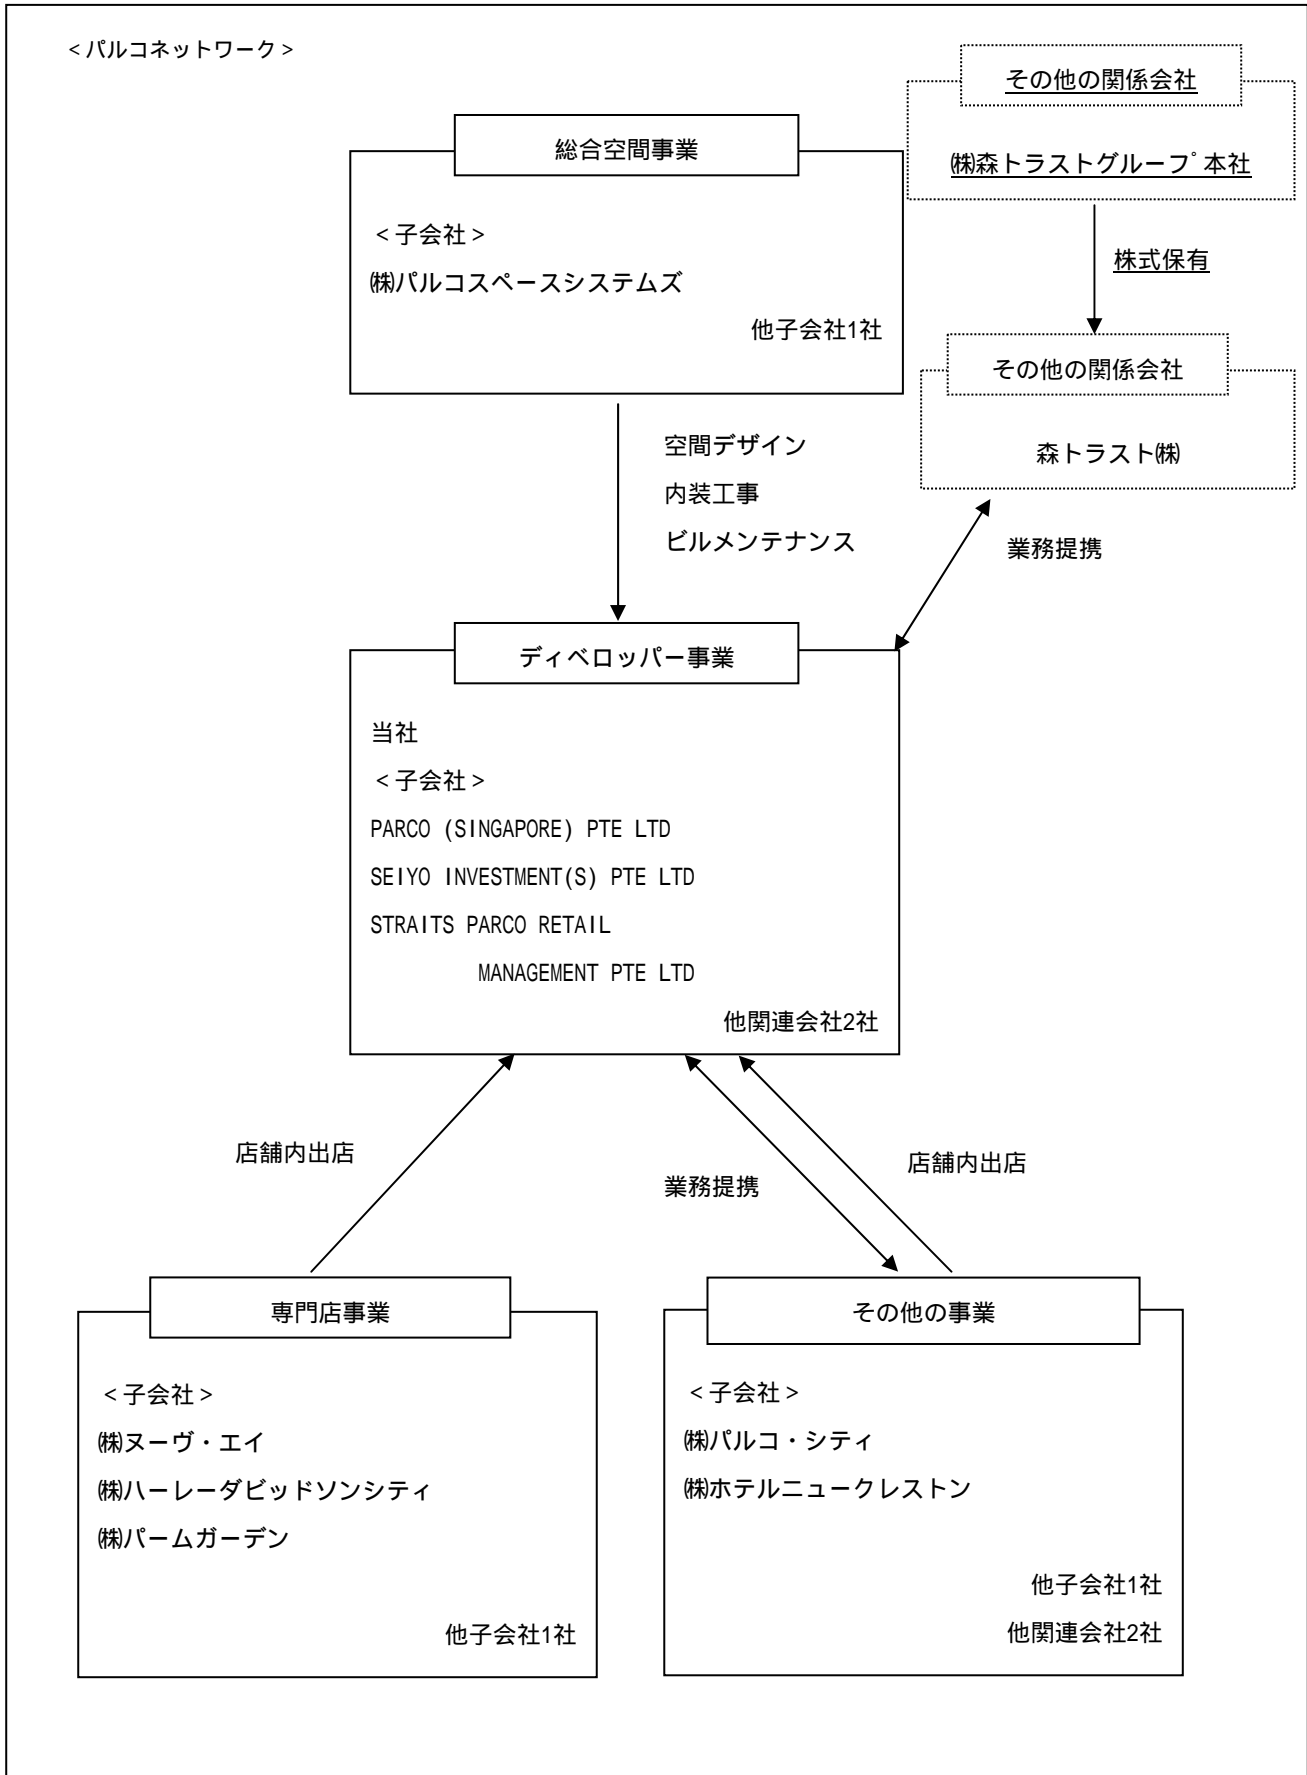 <パルコネットワーク>
その他の関係会社
㈱森トラストグループ本社
株式保有
その他の関係会社
森トラスト㈱
業務提携
総合空間事業
<子会社>
㈱パルコスペースシステムズ
他子会社1社
空間デザイン
内装工事
ビルメンテナンス
ディベロッパー事業
当社
<子会社>
PARCO (SINGAPORE) PTE LTD
SEIYO INVESTMENT(S) PTE LTD
STRAITS PARCO RETAIL
MANAGEMENT PTE LTD
他関連会社2社
店舗内出店
業務提携
店舗内出店
専門店事業
<子会社>
㈱ヌーヴ・エイ
㈱ハーレーダビッドソンシティ
㈱パームガーデン
他子会社1社
その他の事業
<子会社>
㈱パルコ・シティ
㈱ホテルニュークレストン
他子会社1社
他関連会社2社